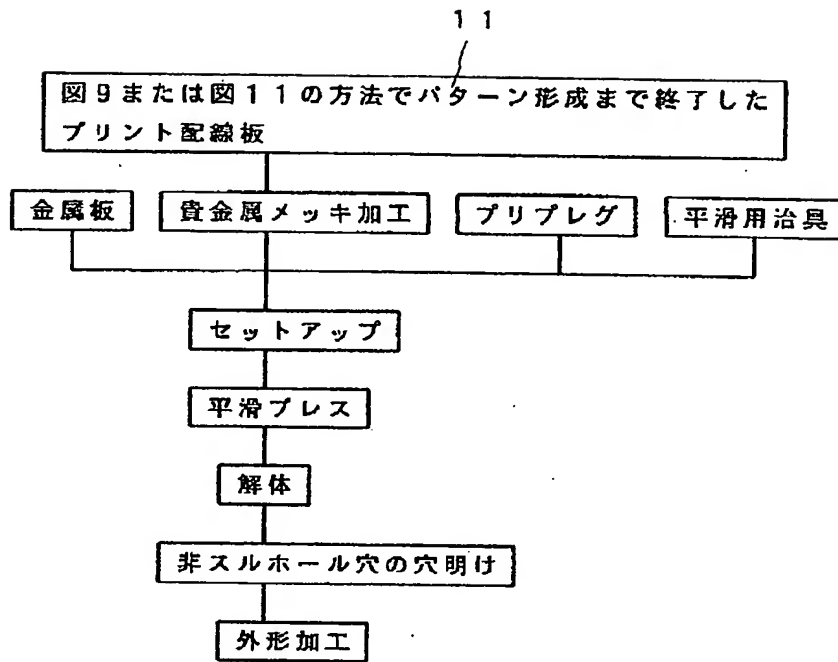 11
図9または図11の方法でパターン形成まで終了した
プリント配線板
金属板 貴金属メッキ加工 プリプレグ 平滑用治具
セットアップ
平滑プレス
解体
非スルホール穴の穴明け
外形加工